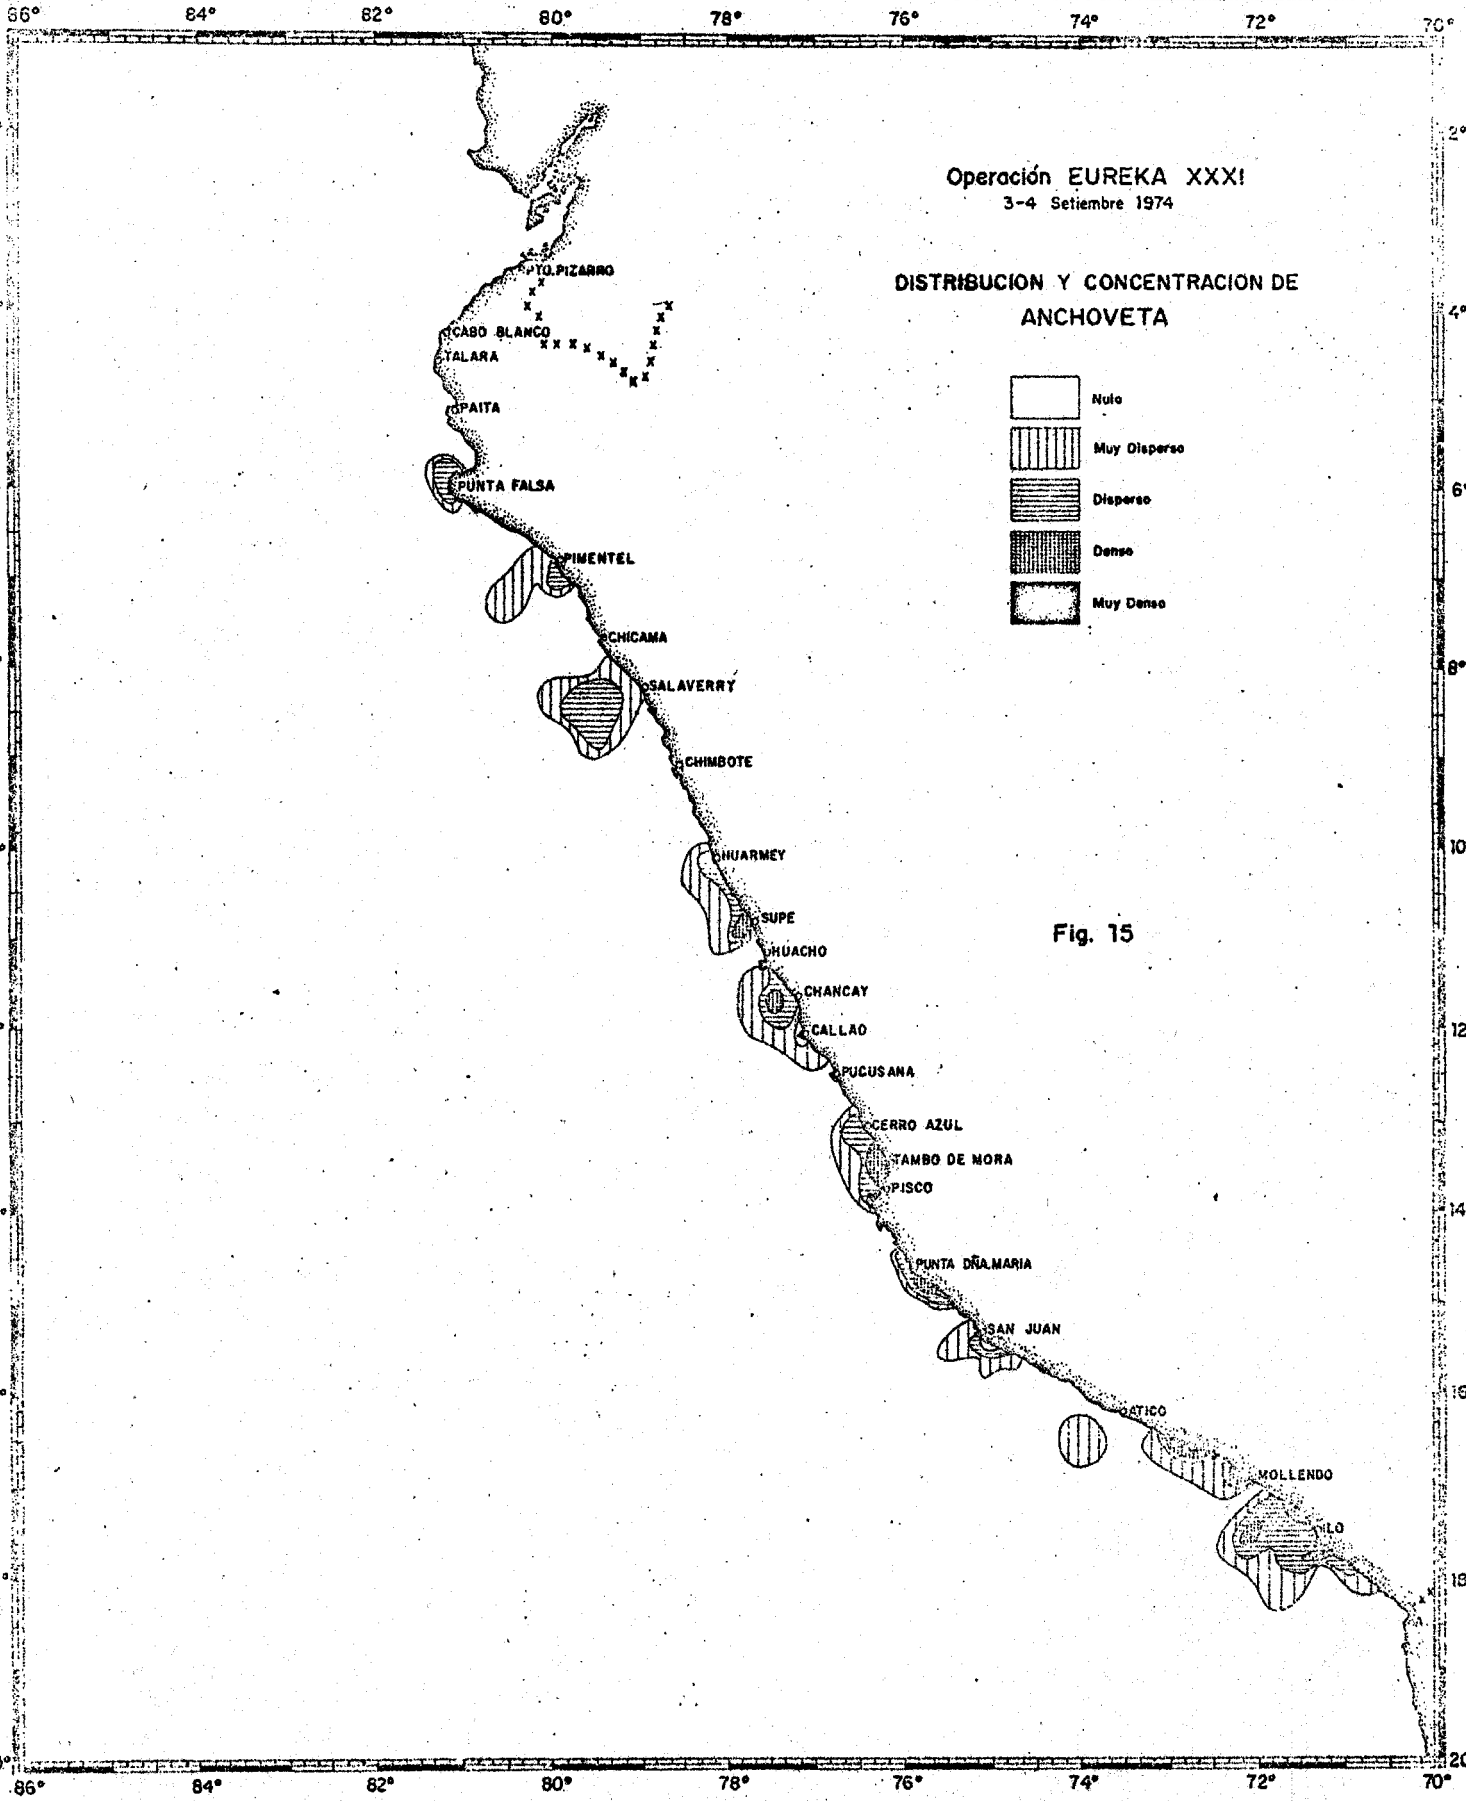 86° 84° 82° 80° 78° 76° 74° 72° 70°
2°
Operación EUREKA XXXI
3-4 Setiembre 1974
PTO. PIZARRO
DISTRIBUCION Y CONCENTRACION DE
ANCHOVETA
4°
CABO BLANCO
TALARA
PAITA
Nulo
Muy Disperso
Disperso
Denso
Muy Denso
PUNTA FALSA
6°
PIMENTEL
CHICAMA
8°
SALAVERRY
CHIMBOTE
10
HUARMEY
SUPE
Fig. 15
HUACHO
CHANCAY
CALLAO
12
PUCUSANA
CERRO AZUL
TAMBO DE MORA
PISCO
14
PUNTA DÑA.MARIA
SAN JUAN
16
ATICO
MOLLENDO
ILO
18
20
86° 84° 82° 80° 78° 76° 74° 72° 70°